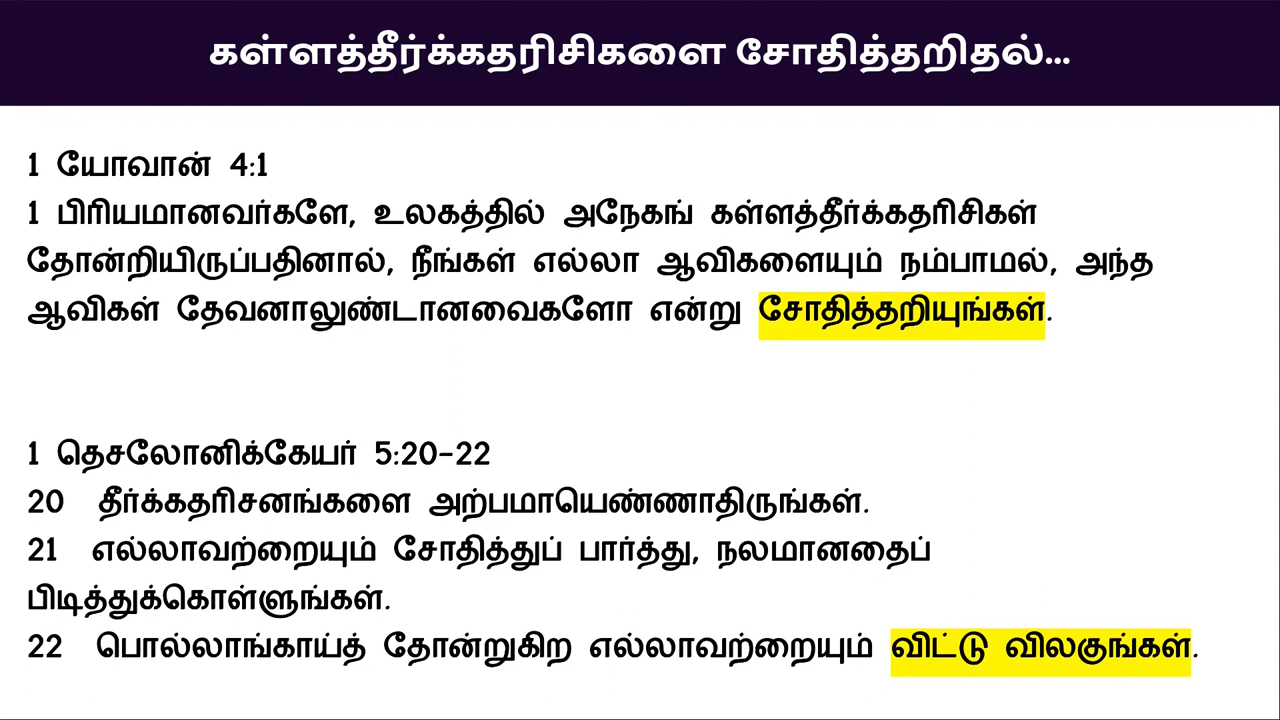 கள்ளத்தீர்க்கதரிசிகளை சோதித்தறிதல்...
1 யோவான் 4:1
1 பிரியமானவர்களே, உலகத்தில் அநேகங் கள்ளத்தீர்க்கதரிசிகள்
தோன்றியிருப்பதினால், நீங்கள் எல்லா ஆவிகளையும் நம்பாமல், அந்த
ஆவிகள் தேவனாலுண்டானவைகளோ என்று சோதித்தறியுங்கள்.
1 தெசலோனிக்கேயர் 5:20-22
20 தீர்க்கதரிசனங்களை அற்பமாயெண்ணாதிருங்கள்.
21 எல்லாவற்றையும் சோதித்துப் பார்த்து, நலமானதைப்
பிடித்துக்கொள்ளுங்கள்.
22 பொல்லாங்காய்த் தோன்றுகிற எல்லாவற்றையும் விட்டு விலகுங்கள்.